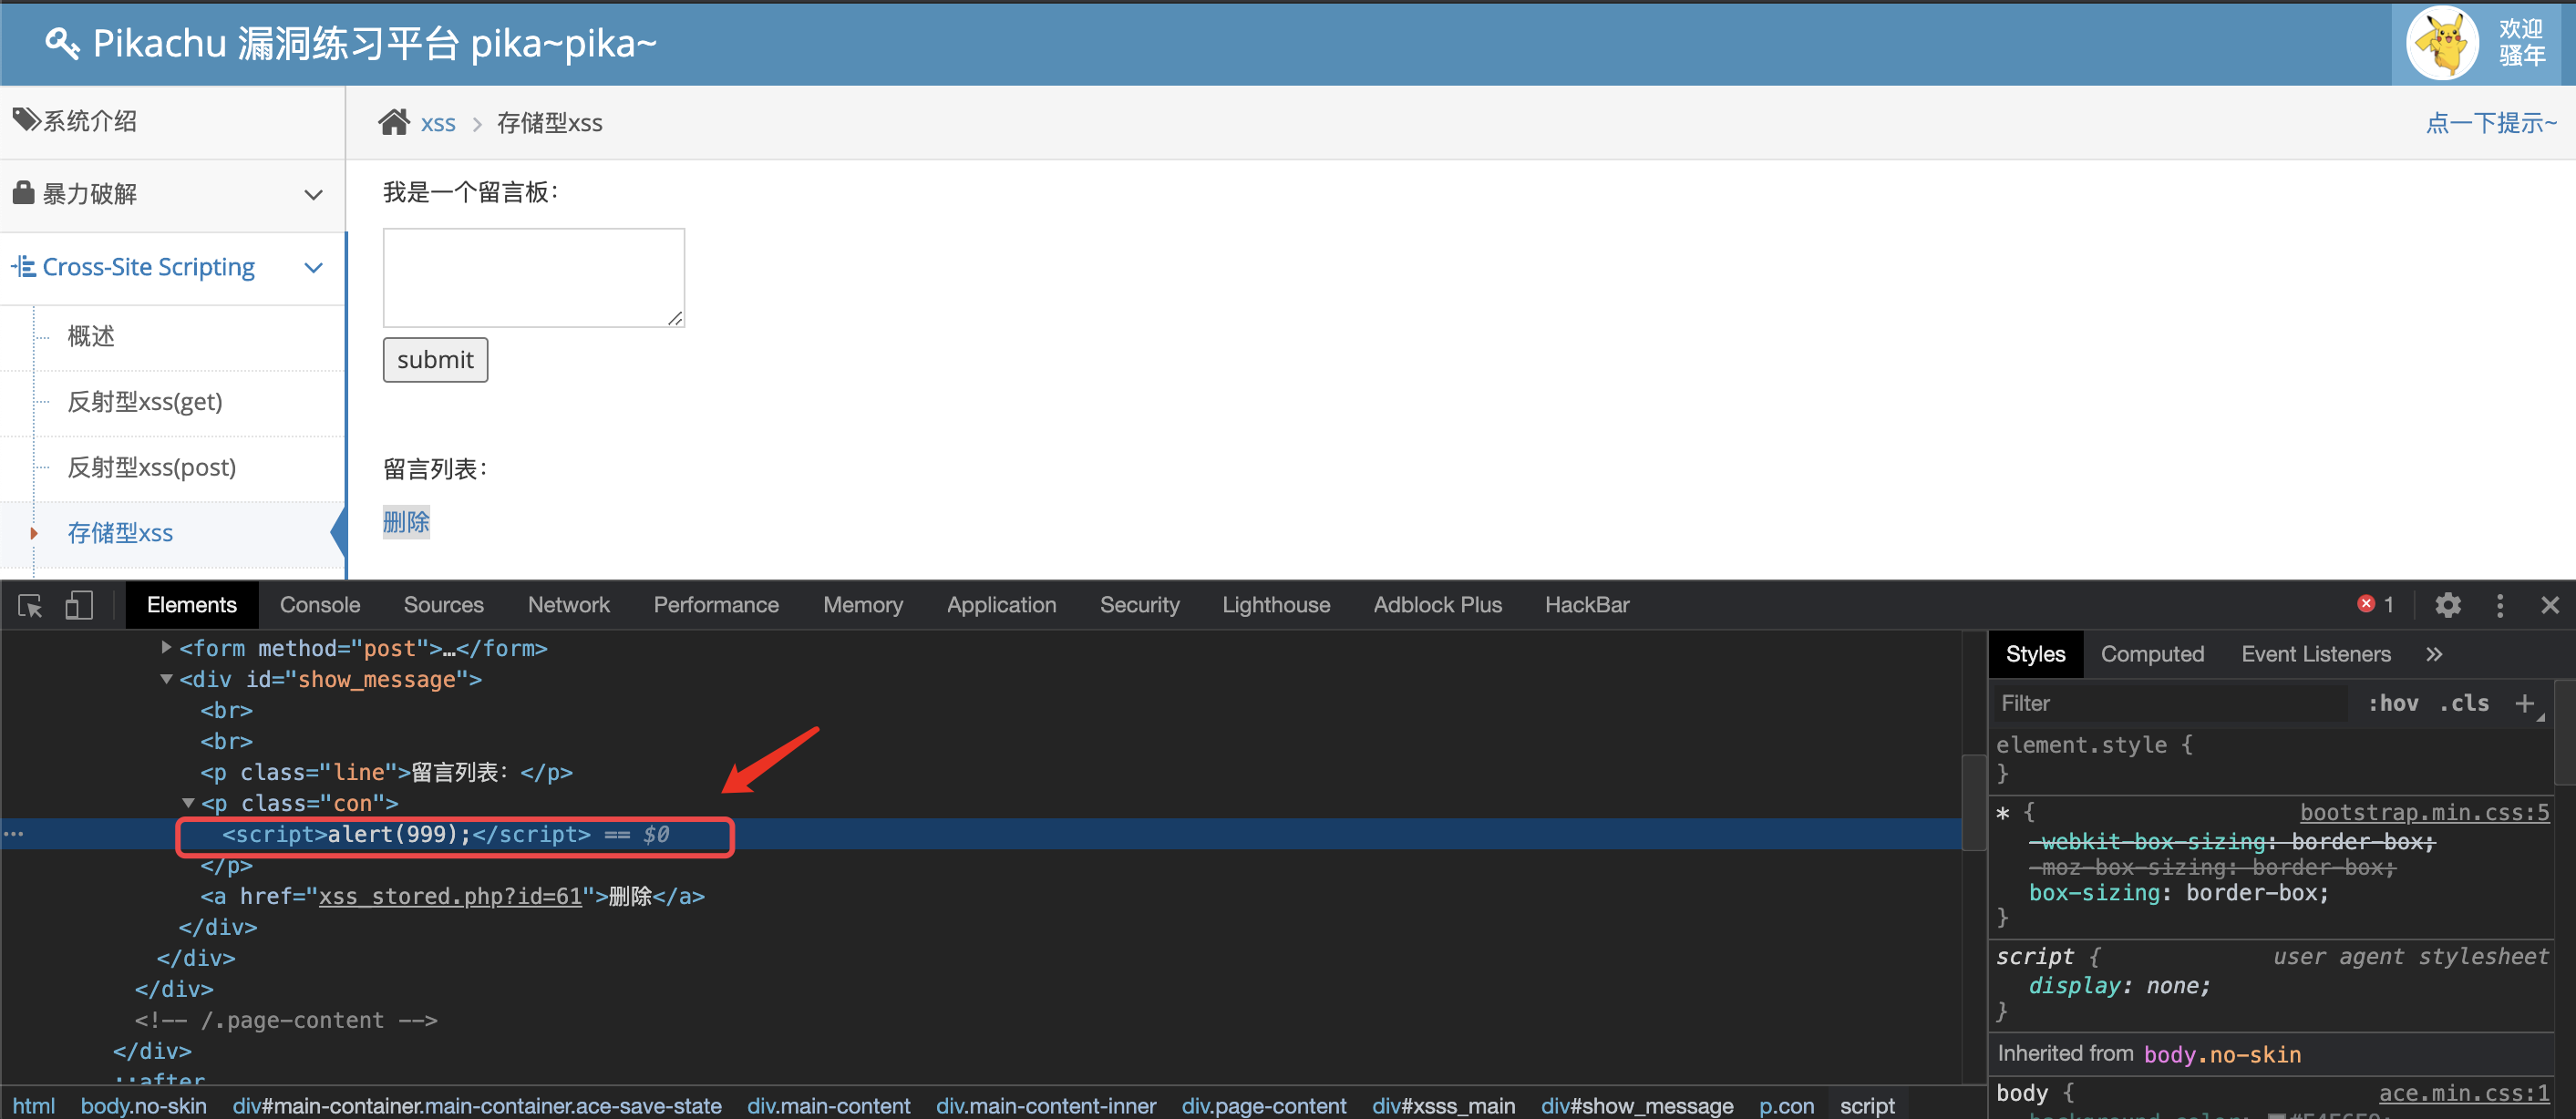 Pikachu 漏洞练习平台 pika~pika~
欢迎
骚年
系统介绍
暴力破解
Cross-Site Scripting
概述
反射型xss(get)
反射型xss(post)
存储型xss
xss > 存储型xss
点一下提示~
我是一个留言板：
submit
留言列表：
删除
Elements Console Sources Network Performance Memory Application Security Lighthouse Adblock Plus HackBar 1
<form method="post">…</form>
<div id="show_message">
<br>
<br>
<p class="line">留言列表：</p>
<p class="con">
<script>alert(999);</script> == $0
</p>
<a href="xss_stored.php?id=61">删除</a>
</div>
</div>
</div>
<!-- /.page-content -->
</div>
::after
html body.no-skin div#main-container.main-container.ace-save-state div.main-content div.main-content-inner div.page-content div#xsss_main div#show_message p.con script
Styles Computed Event Listeners »
Filter :hov .cls +
element.style {
}
* { bootstrap.min.css:5
-webkit-box-sizing: border-box;
-moz-box-sizing: border-box;
box-sizing: border-box;
}
script { user agent stylesheet
display: none;
}
Inherited from body.no-skin
body { ace.min.css:1